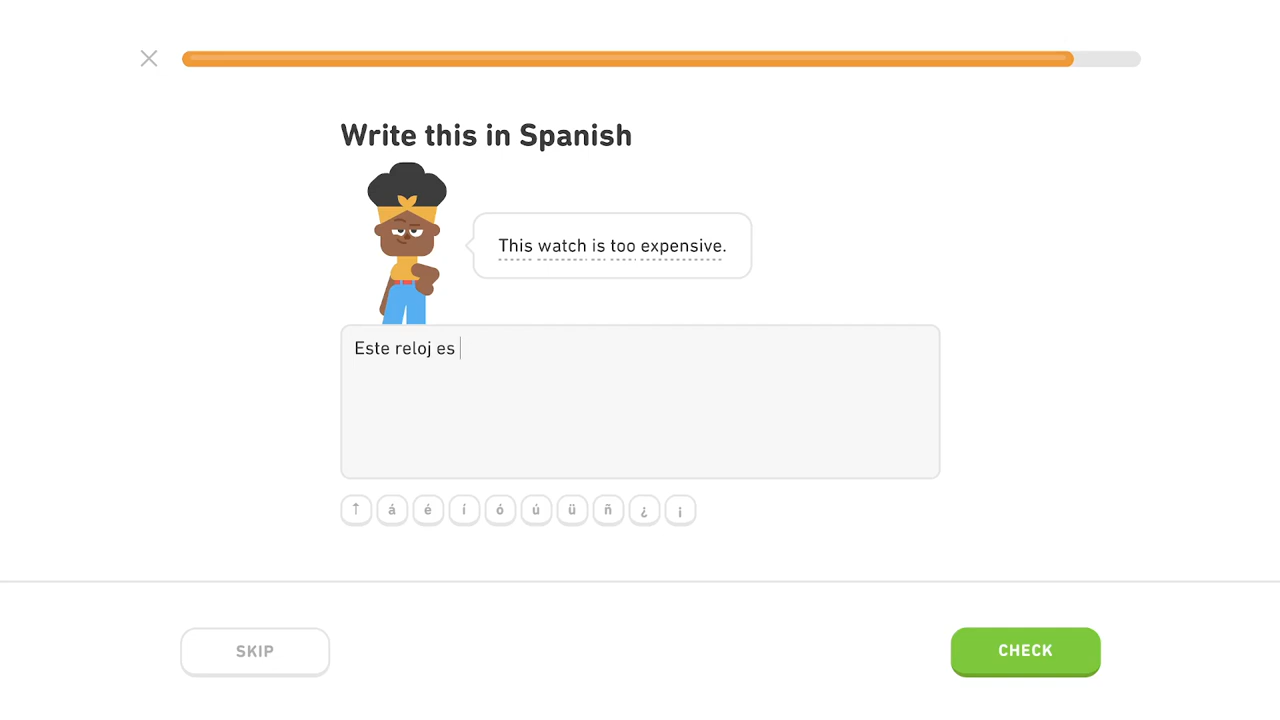 Write this in Spanish
This watch is too expensive.
Este reloj es
↑ á é í ó ú ü ñ ¿ ¡
SKIP
CHECK